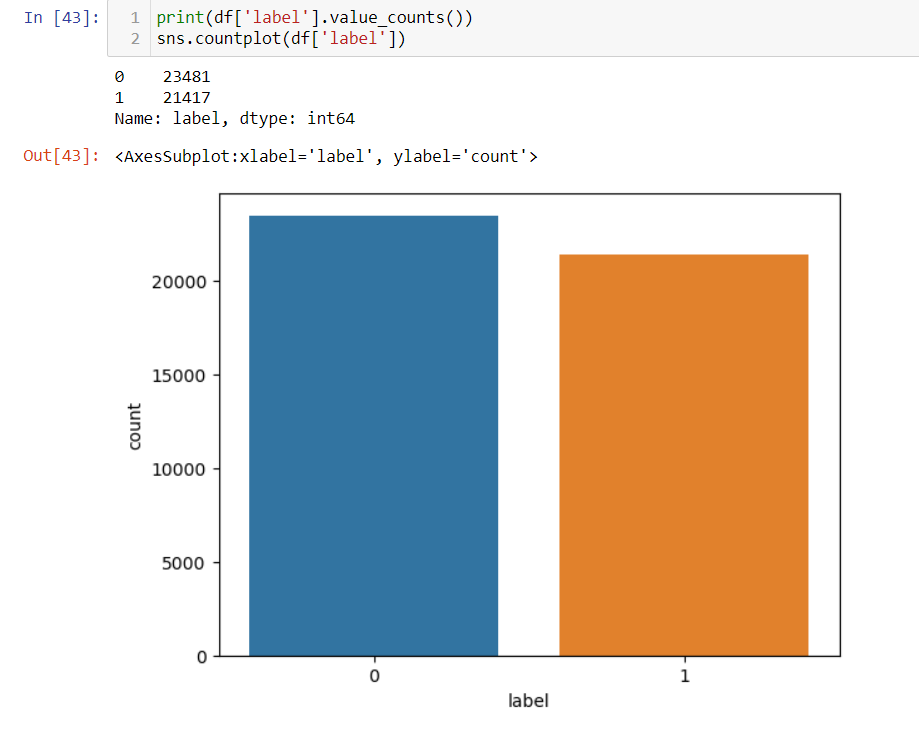 In [43]:
1 print(df['label'].value_counts())
2 sns.countplot(df['label'])
0    23481
1    21417
Name: label, dtype: int64
Out[43]: <AxesSubplot:xlabel='label', ylabel='count'>
20000
15000
10000
5000
0
count
0 1
label